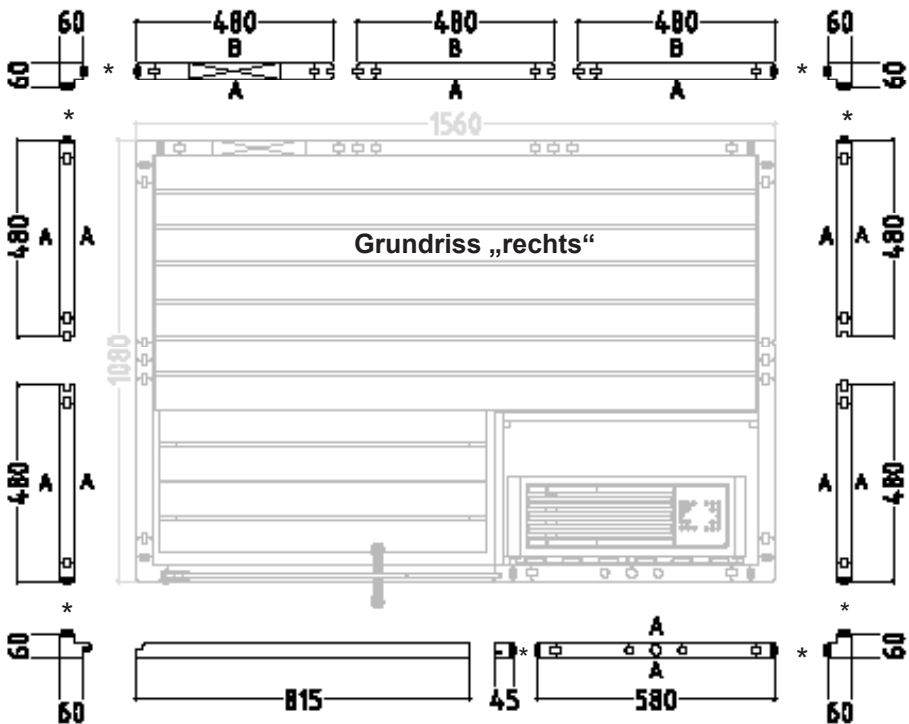 60 480 480 480 60
B B B
60 * * 60
A A A
* *
1560
480 A A A A 480
Grundriss „rechts“
1080
480 A A A A 480
* *
60 A 60
* *
A
60 815 45 580 60